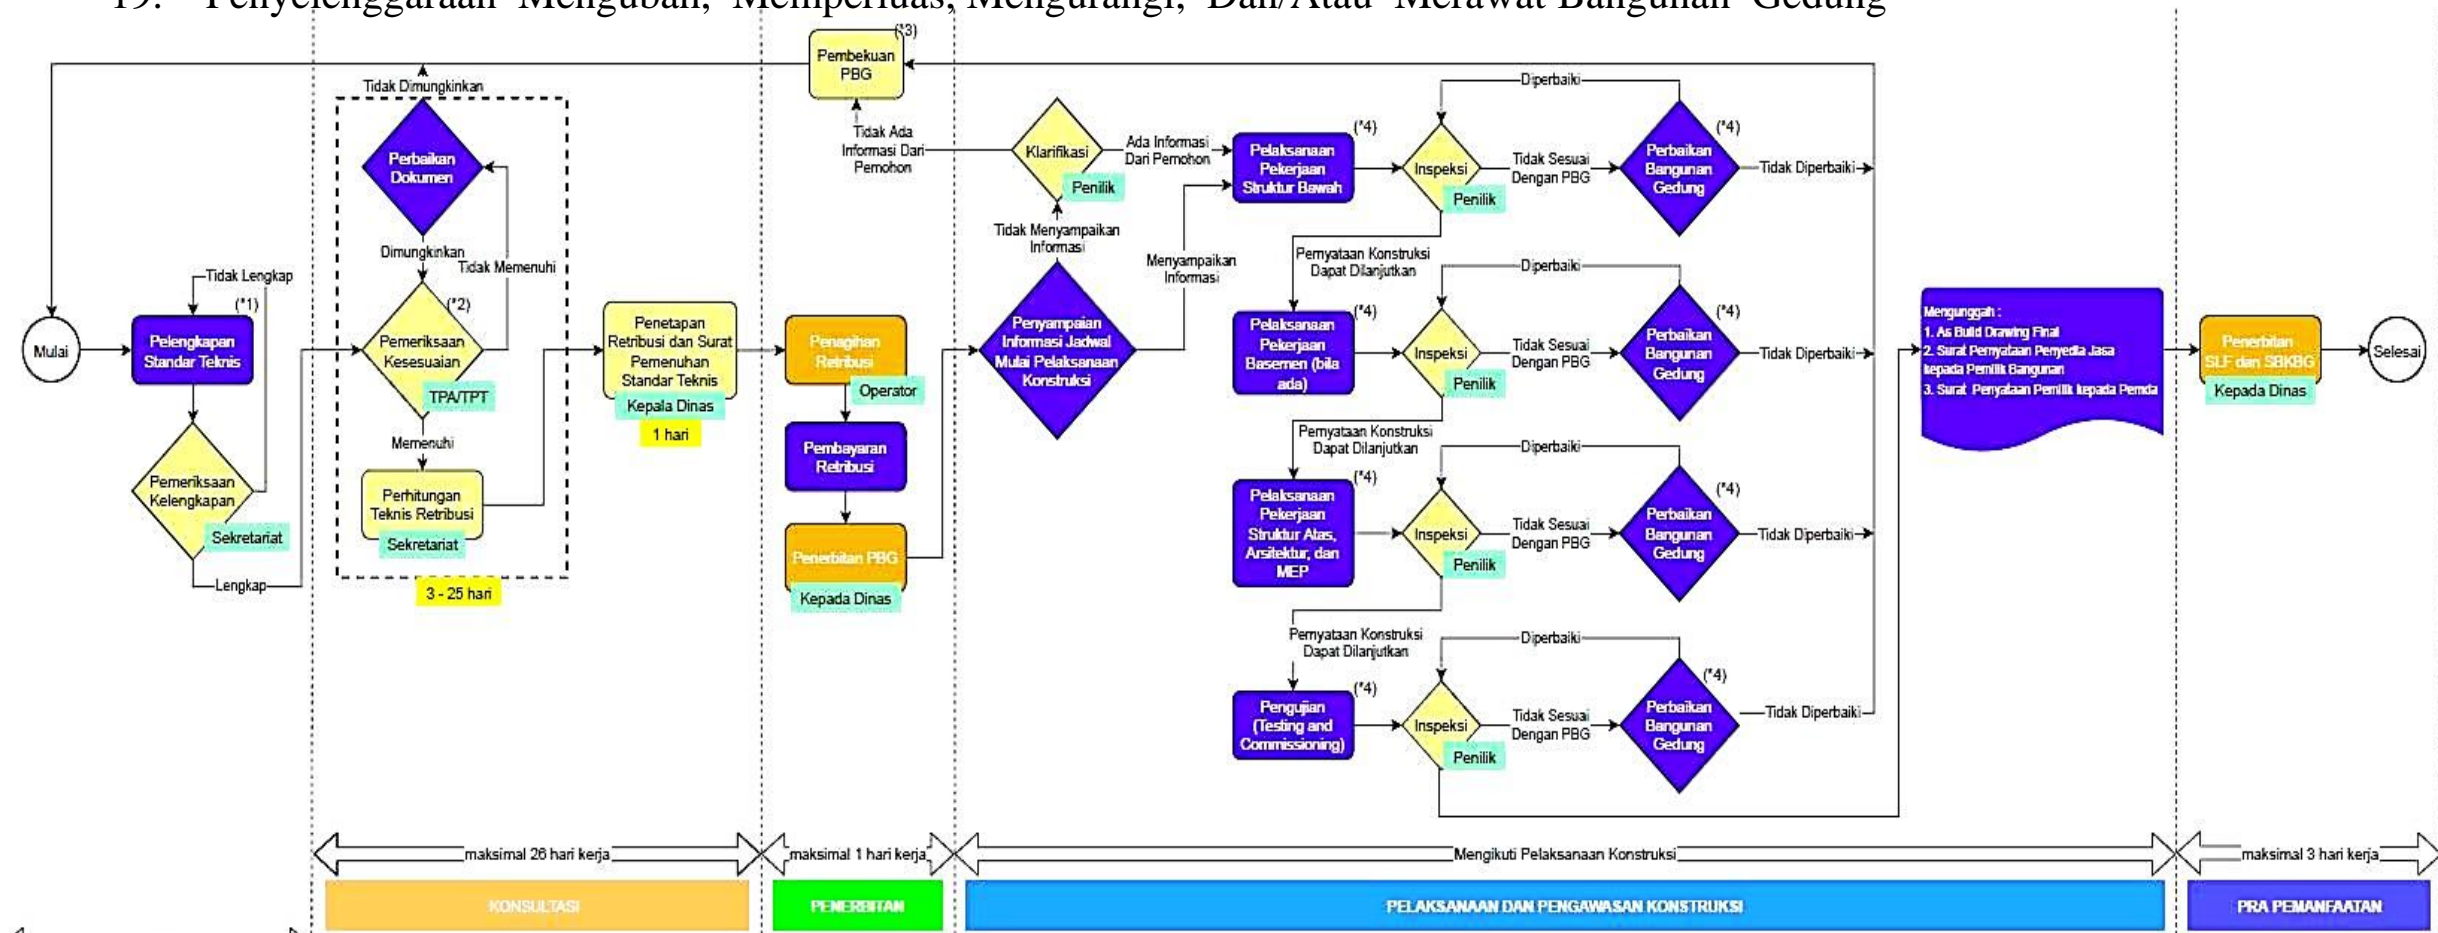 19. Penyelenggaraan Mengubah, Memperluas, Mengurangi, Dan/Atau Merawat Bangunan Gedung
Mulai
Tidak Lengkap
(*1)
Pelengkapan
Standar Teknis
Pemeriksaan
Kelengkapan
Sekretariat
Lengkap
Tidak Dimungkinkan
Perbaikan
Dokumen
Dimungkinkan
Tidak Memenuhi
(*2)
Pemeriksaan
Kesesuaian
TPA/TPT
Memenuhi
Perhitungan
Teknis Retribusi
Sekretariat
3 - 25 hari
Penetapan
Retribusi dan Surat
Pemenuhan
Standar Teknis
Kepala Dinas
1 hari
Penagihan
Retribusi
Operator
Pembayaran
Retribusi
Penerbitan PBG
Kepada Dinas
(*3)
Pembekuan
PBG
Tidak Ada
Informasi Dari
Pemohon
Klarifikasi
Penilik
Ada Informasi
Dari Pemohon
Tidak Menyampaikan
Informasi
Menyampaikan
Informasi
Penyampaian
Informasi Jadwal
Mulai Pelaksanaan
Konstruksi
Pelaksanaan
Pekerjaan
Struktur Bawah
(*4)
Inspeksi
Penilik
Diperbaiki
Tidak Sesuai
Dengan PBG
Perbaikan
Bangunan
Gedung
(*4)
Tidak Diperbaiki
Pernyataan Konstruksi
Dapat Dilanjutkan
Pelaksanaan
Pekerjaan
Basemen (bila
ada)
(*4)
Inspeksi
Penilik
Diperbaiki
Tidak Sesuai
Dengan PBG
Perbaikan
Bangunan
Gedung
(*4)
Tidak Diperbaiki
Pernyataan Konstruksi
Dapat Dilanjutkan
Pelaksanaan
Pekerjaan
Struktur Atas,
Arsitektur, dan
MEP
(*4)
Inspeksi
Penilik
Diperbaiki
Tidak Sesuai
Dengan PBG
Perbaikan
Bangunan
Gedung
(*4)
Tidak Diperbaiki
Pernyataan Konstruksi
Dapat Dilanjutkan
Pengujian
(Testing and
Commissioning)
(*4)
Inspeksi
Penilik
Diperbaiki
Tidak Sesuai
Dengan PBG
Perbaikan
Bangunan
Gedung
(*4)
Tidak Diperbaiki
Mengunggah :
1. As Build Drawing Final
2. Surat Pernyataan Penyedia Jasa
kepada Pemilik Bangunan
3. Surat Penyataan Pemilik kepada Pemda
Penerbitan
SLF dan SBKBG
Kepada Dinas
Selesai
maksimal 26 hari kerja
maksimal 1 hari kerja
Mengikuti Pelaksanaan Konstruksi
maksimal 3 hari kerja
KONSULTASI
PENERBITAN
PELAKSANAAN DAN PENGAWASAN KONSTRUKSI
PRA PEMANFAATAN